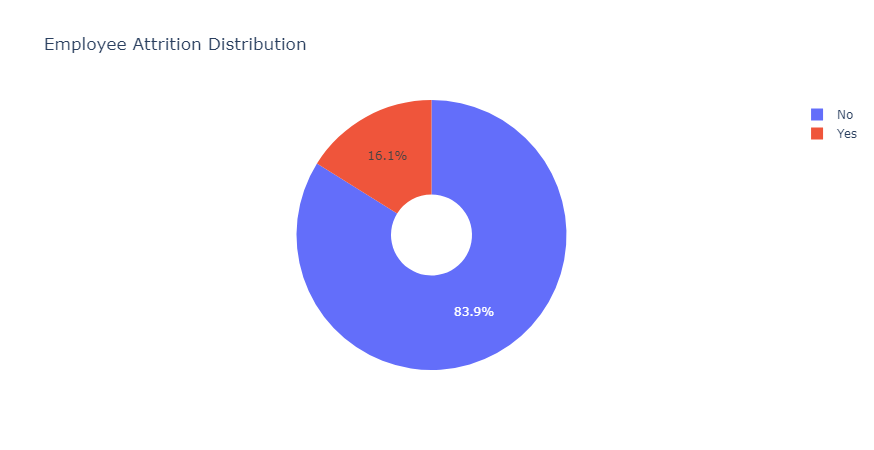 Employee Attrition Distribution
No
Yes
16.1%
83.9%